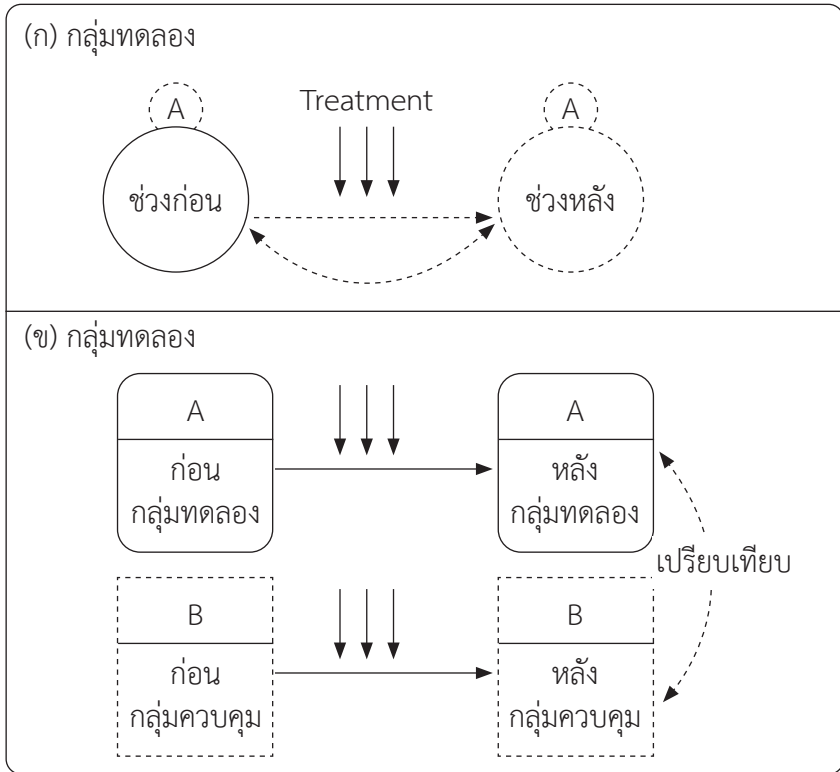 (ก) กลุ่มทดลอง
A
Treatment
A
ช่วงก่อน
ช่วงหลัง
(ข) กลุ่มทดลอง
A
A
ก่อน
กลุ่มทดลอง
หลัง
กลุ่มทดลอง
เปรียบเทียบ
B
B
ก่อน
กลุ่มควบคุม
หลัง
กลุ่มควบคุม